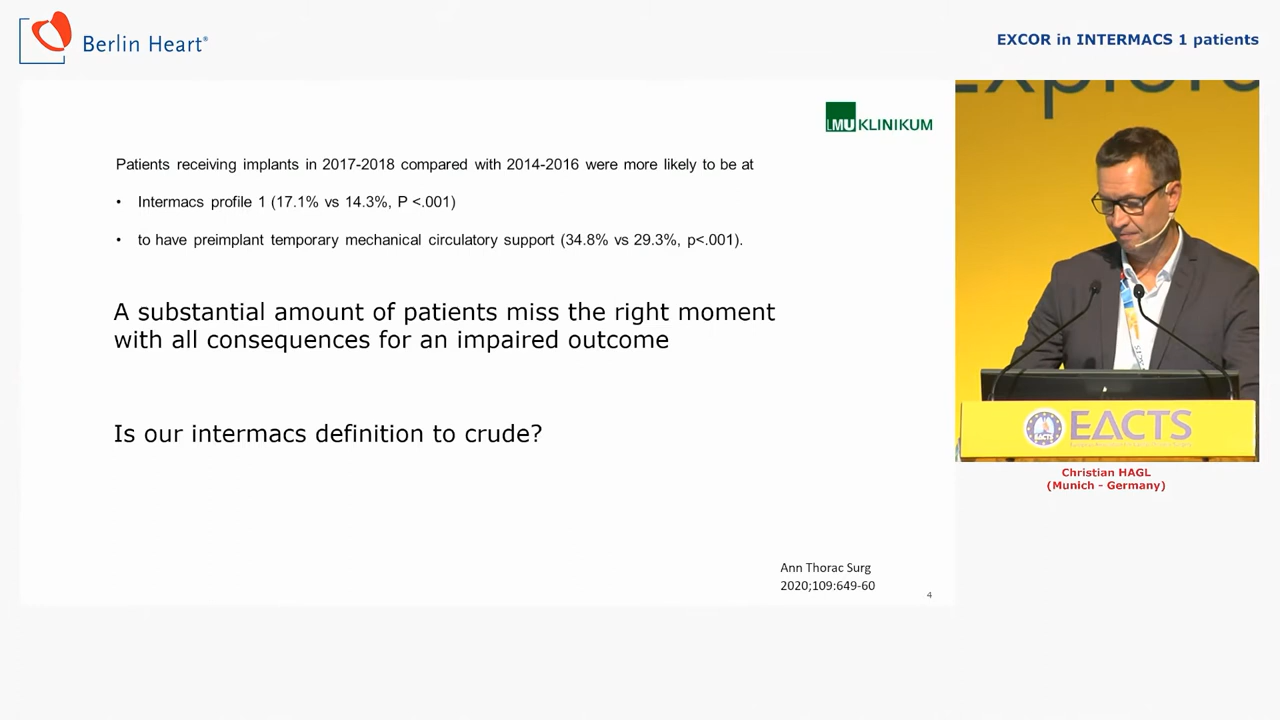 Berlin Heart®
EXCOR in INTERMACS 1 patients
LMU KLINIKUM
Patients receiving implants in 2017-2018 compared with 2014-2016 were more likely to be at
• Intermacs profile 1 (17.1% vs 14.3%, P <.001)
• to have preimplant temporary mechanical circulatory support (34.8% vs 29.3%, p<.001).
A substantial amount of patients miss the right moment
with all consequences for an impaired outcome
Is our intermacs definition to crude?
Ann Thorac Surg
2020;109:649-60
4
Explore
EACTS
EACTS
Christian HAGL
(Munich - Germany)